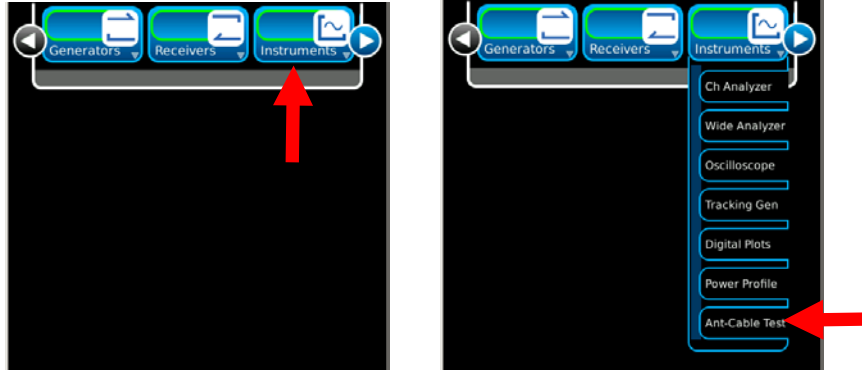 Generators Receivers Instruments
Generators Receivers Instruments
Ch Analyzer
Wide Analyzer
Oscilloscope
Tracking Gen
Digital Plots
Power Profile
Ant-Cable Test